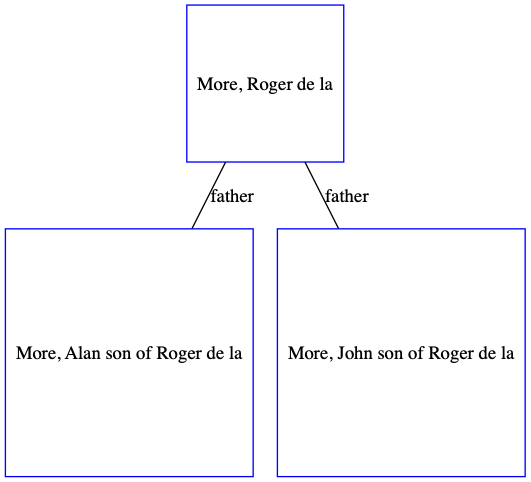 More, Roger de la
father
father
More, Alan son of Roger de la
More, John son of Roger de la